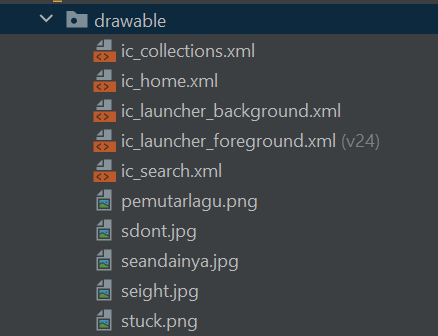 drawable
ic_collections.xml
ic_home.xml
ic_launcher_background.xml
ic_launcher_foreground.xml (v24)
ic_search.xml
pemutarlagu.png
sdont.jpg
seandainya.jpg
seight.jpg
stuck.png